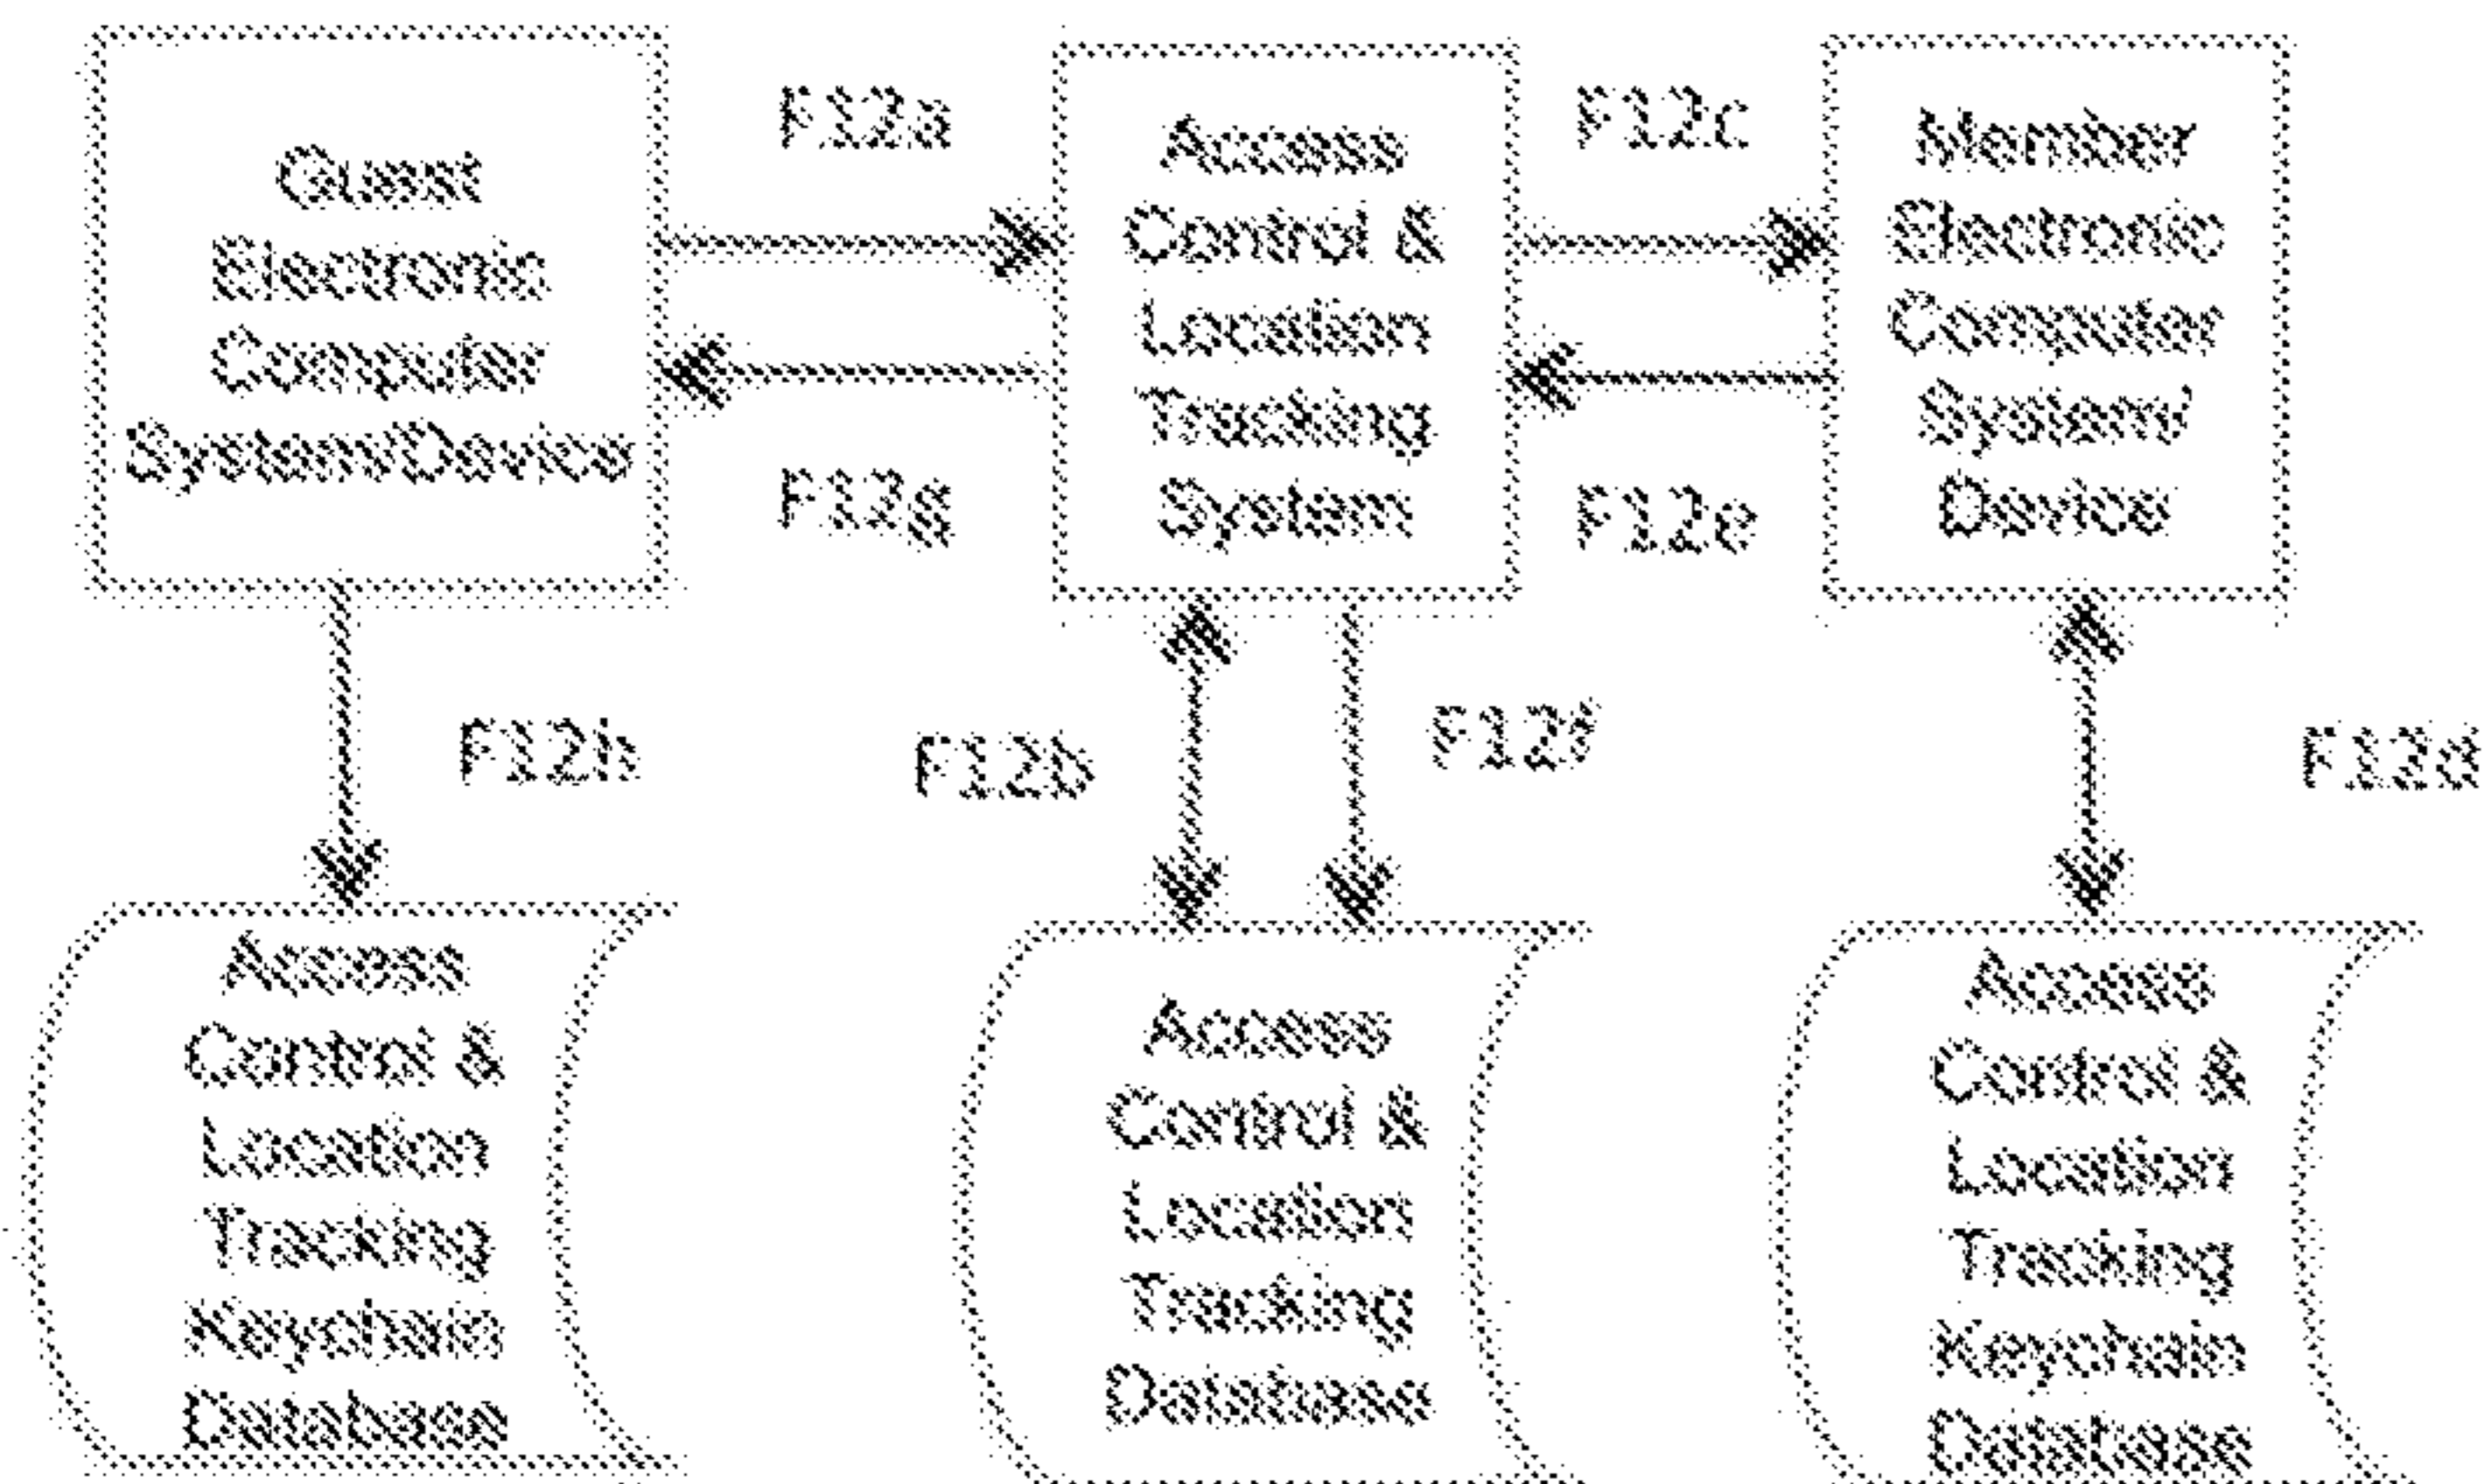 Guest
Electronic
Computer
System/Device
F12a
F12g
Access
Control &
Location
Tracking
System
F12c
F12e
Member
Electronic
Computer
System/
Device
F12h
F12b
F12f
F12d
Access
Control &
Location
Tracking
Keychain
Database
Access
Control &
Location
Tracking
Database
Access
Control &
Location
Tracking
Keychain
Database